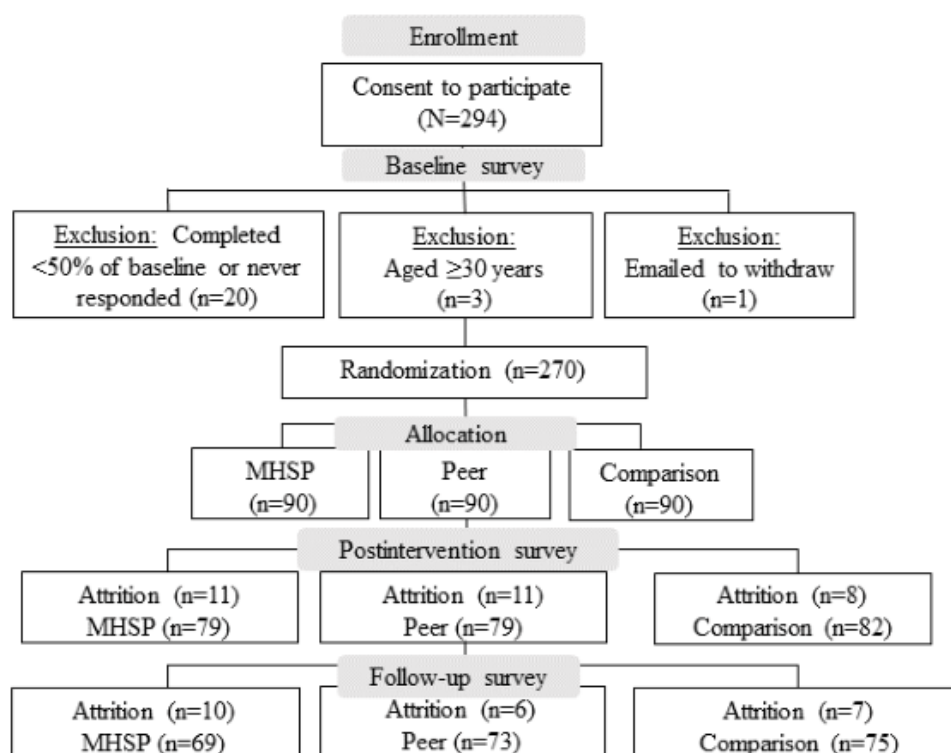 Enrollment
Consent to participate
(N=294)
Baseline survey
Exclusion: Completed
<50% of baseline or never
responded (n=20)
Exclusion:
Aged ≥30 years
(n=3)
Exclusion:
Emailed to withdraw
(n=1)
Randomization (n=270)
Allocation
MHSP
(n=90)
Peer
(n=90)
Comparison
(n=90)
Postintervention survey
Attrition (n=11)
MHSP (n=79)
Attrition (n=11)
Peer (n=79)
Attrition (n=8)
Comparison (n=82)
Follow-up survey
Attrition (n=10)
MHSP (n=69)
Attrition (n=6)
Peer (n=73)
Attrition (n=7)
Comparison (n=75)